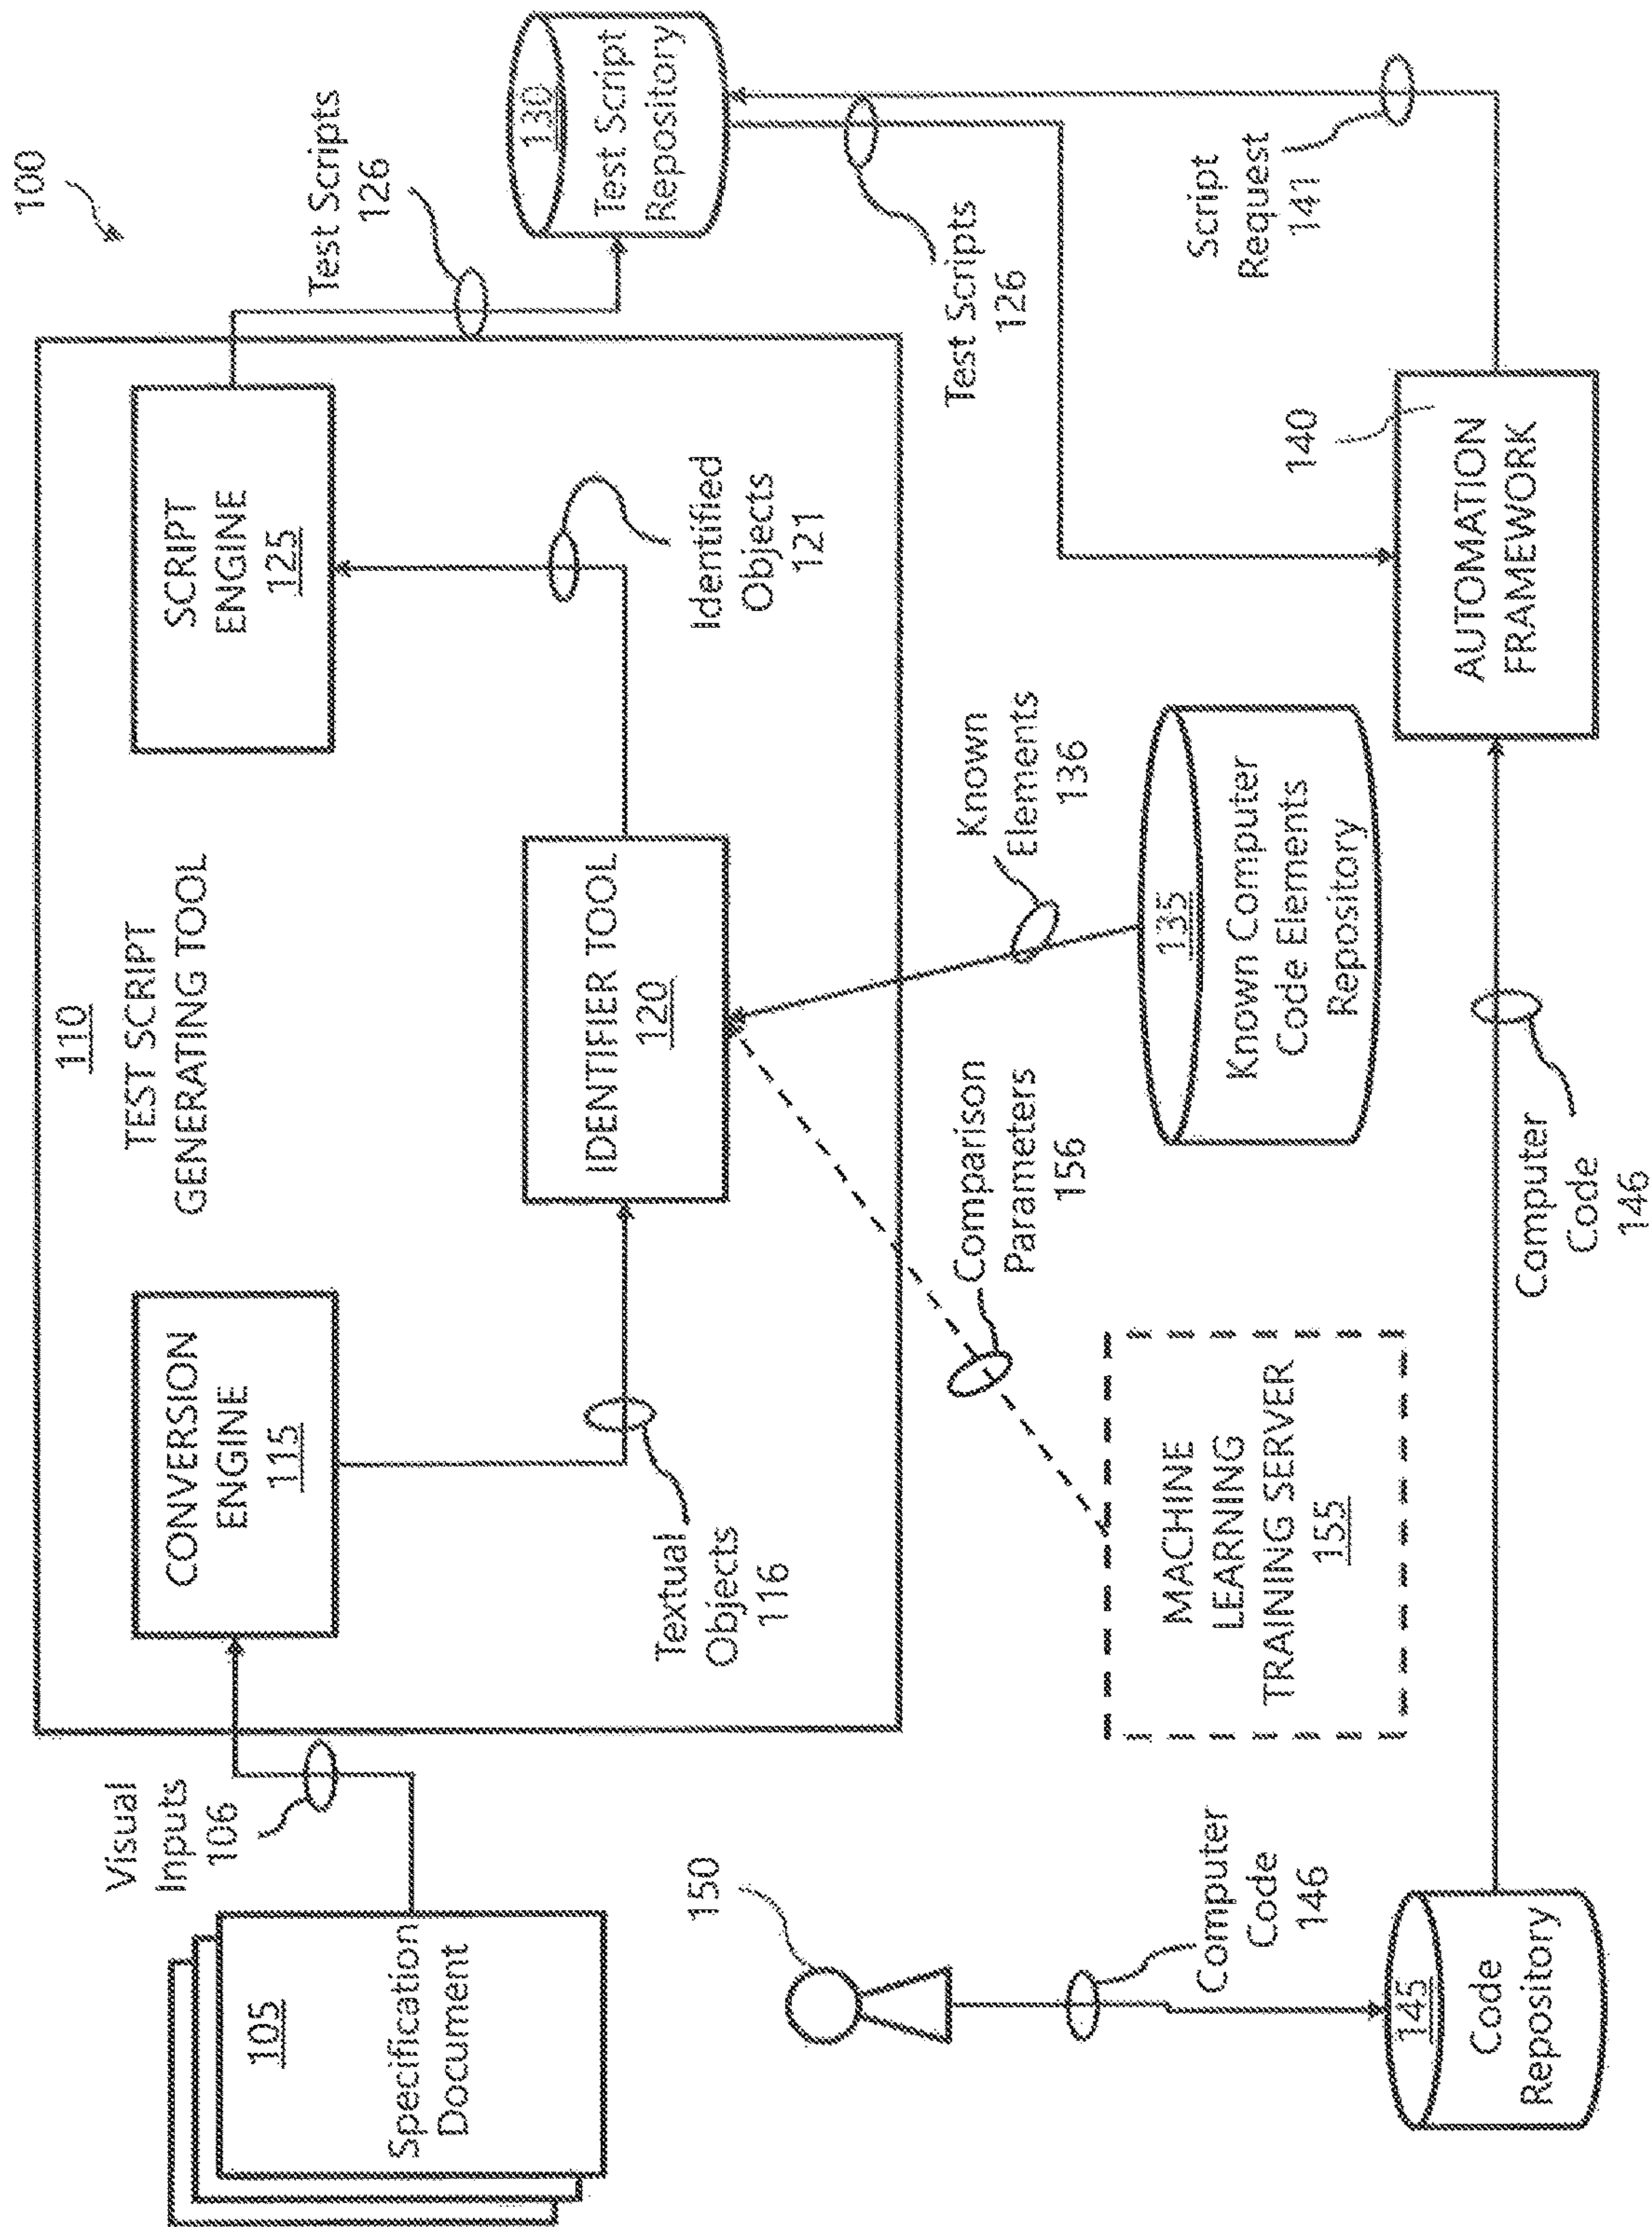 100
110
TEST SCRIPT
GENERATING TOOL
Visual
Inputs
106
105
Specification
Document
CONVERSION
ENGINE
115
Textual
Objects
116
IDENTIFIER TOOL
120
SCRIPT
ENGINE
125
Identified
Objects
121
Test Scripts
126
130
Test Script
Repository
Test Scripts
126
Script
Request
141
Known
Elements
136
Comparison
Parameters
156
135
Known Computer
Code Elements
Repository
140
AUTOMATION
FRAMEWORK
MACHINE
LEARNING
TRAINING SERVER
155
150
Computer
Code
146
145
Code
Repository
Computer
Code
146